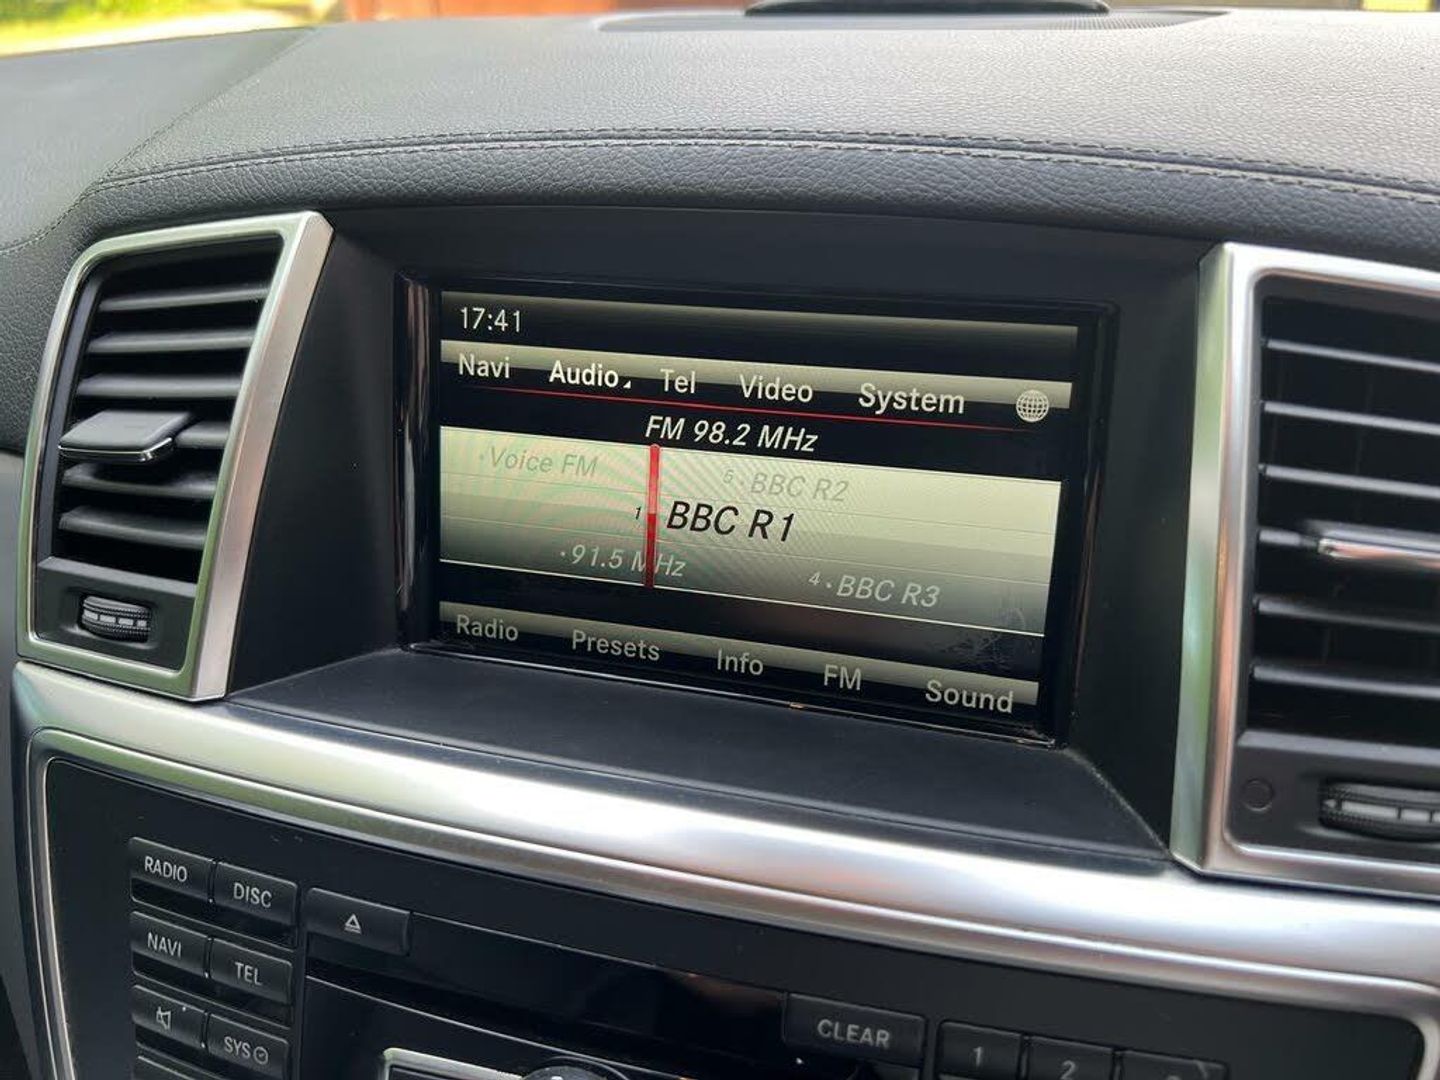 17:41
Navi Audio Tel Video System
FM 98.2 MHz
Voice FM 5 BBC R2
1 BBC R1
91.5 MHz 4 BBC R3
Radio Presets Info FM Sound
RADIO DISC
NAVI TEL
SYS
CLEAR 1 2